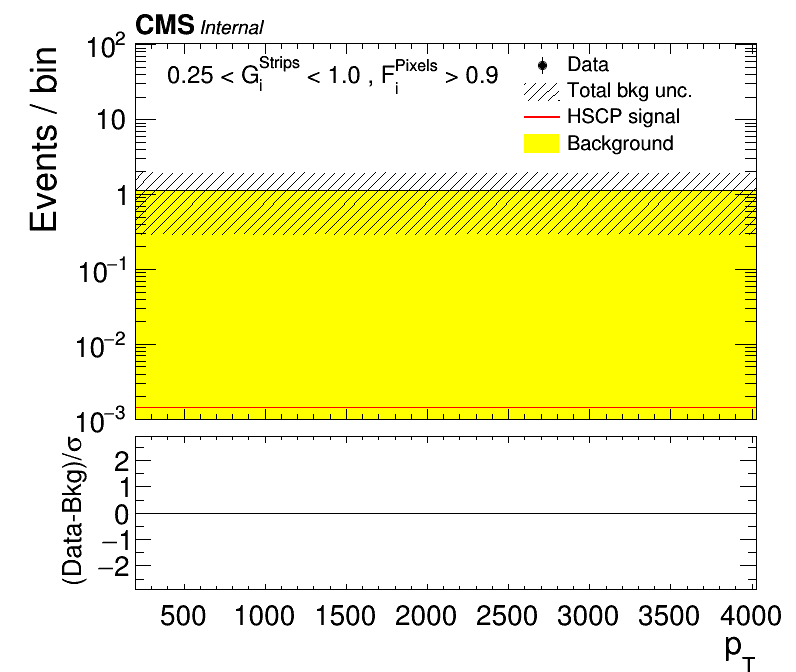 CMS Internal
0.25 < G_i^Strips < 1.0 , F_i^Pixels > 0.9
Data
Total bkg unc.
HSCP signal
Background
Events / bin
10²
10
1
10⁻¹
10⁻²
10⁻³
(Data-Bkg)/σ
2
1
0
−1
−2
500 1000 1500 2000 2500 3000 3500 4000
p_T